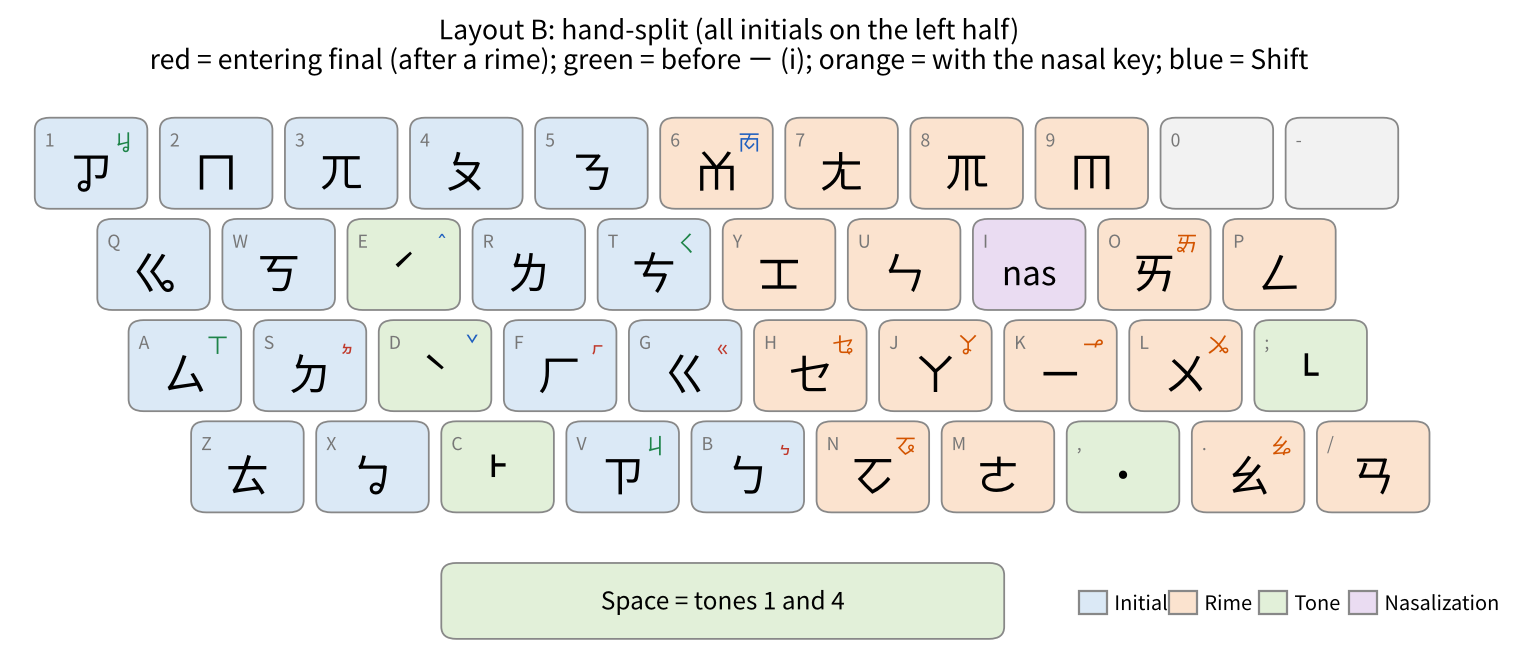 Layout B: hand-split (all initials on the left half)
red = entering final (after a rime); green = before ㄧ (i); orange = with the nasal key; blue = Shift
1 ㆡ ㆢ 2 ㄇ 3 ㄫ 4 ㄆ 5 ㄋ 6 ㆱ ㆲ 7 ㄤ 8 ㆭ 9 ㆬ 0 -
Q ㆣ W ㄎ E ˊ ˆ R ㄌ T ㄘ ㄑ Y ㆰ U ㄣ I nas O ㄞ ㆮ P ㄥ
A ㄙ ㄒ S ㄉ ㆵ D ˋ ˇ F ㄏ ㆷ G ㄍ ㆻ H ㆤ ㆥ J ㄚ ㆩ K ㄧ ㆪ L ㄨ ㆫ ; ˪
Z ㄊ X ㆠ C ˫ V ㄗ ㄐ B ㄅ ㆴ N ㆦ ㆧ M ㄜ , ˙ . ㄠ ㆯ / ㄢ
Space = tones 1 and 4
Initial Rime Tone Nasalization